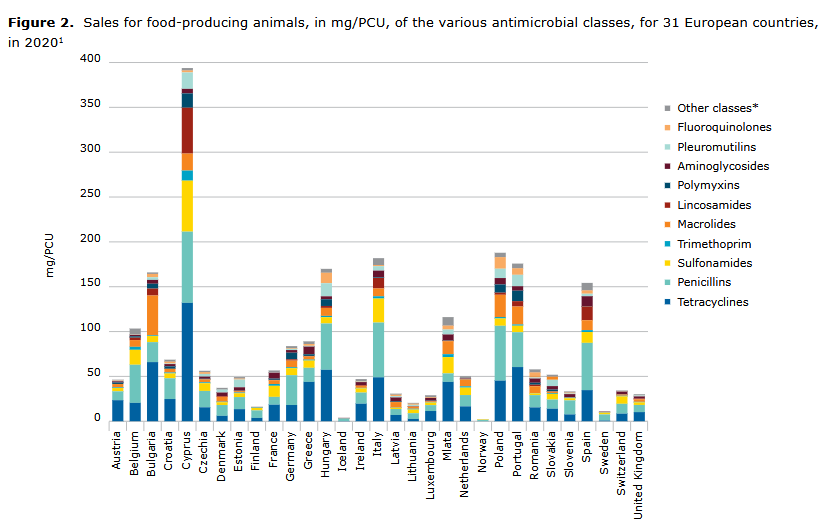 Figure 2. Sales for food-producing animals, in mg/PCU, of the various antimicrobial classes, for 31 European countries,
in 2020¹
400
350
300
250
200
150
100
50
0
mg/PCU
Other classes*
Fluoroquinolones
Pleuromutilins
Aminoglycosides
Polymyxins
Lincosamides
Macrolides
Trimethoprim
Sulfonamides
Penicillins
Tetracyclines
Austria
Belgium
Bulgaria
Croatia
Cyprus
Czechia
Denmark
Estonia
Finland
France
Germany
Greece
Hungary
Iceland
Ireland
Italy
Latvia
Lithuania
Luxembourg
Mlata
Netherlands
Norway
Poland
Portugal
Romania
Slovakia
Slovenia
Spain
Sweden
Switzerland
United Kingdom